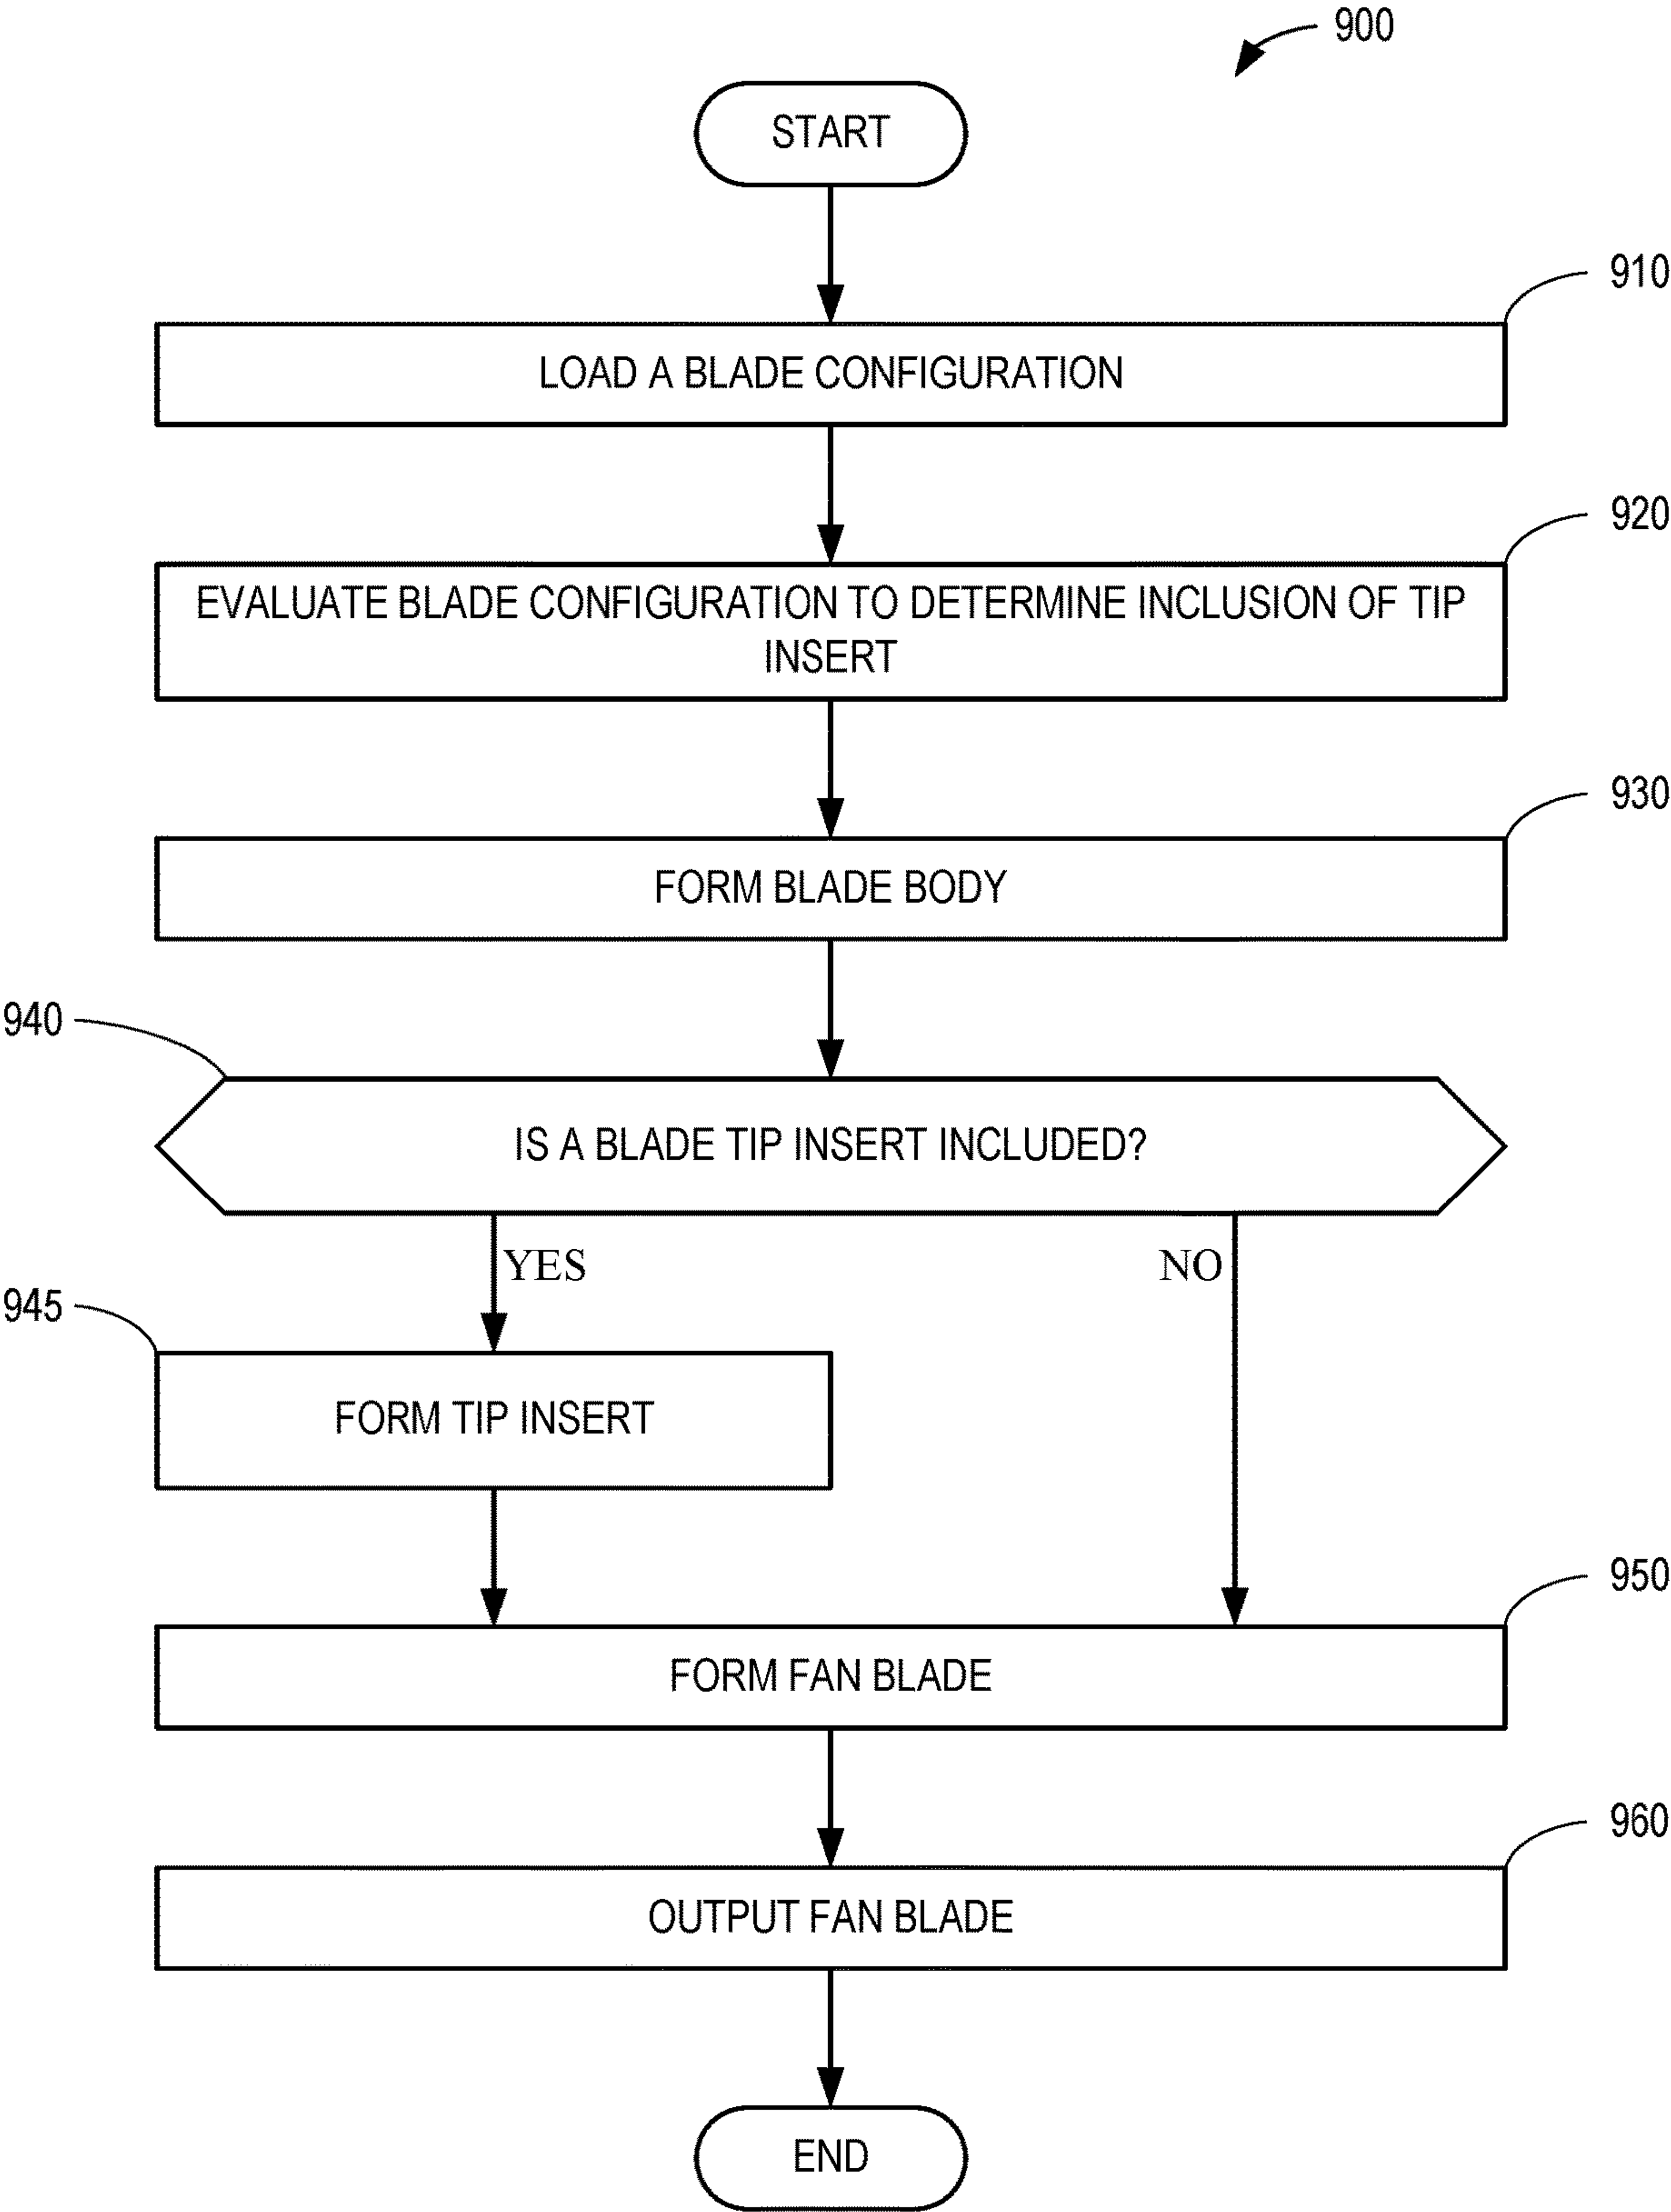 900
START
910
LOAD A BLADE CONFIGURATION
920
EVALUATE BLADE CONFIGURATION TO DETERMINE INCLUSION OF TIP
INSERT
930
FORM BLADE BODY
940
IS A BLADE TIP INSERT INCLUDED?
YES
NO
945
FORM TIP INSERT
950
FORM FAN BLADE
960
OUTPUT FAN BLADE
END